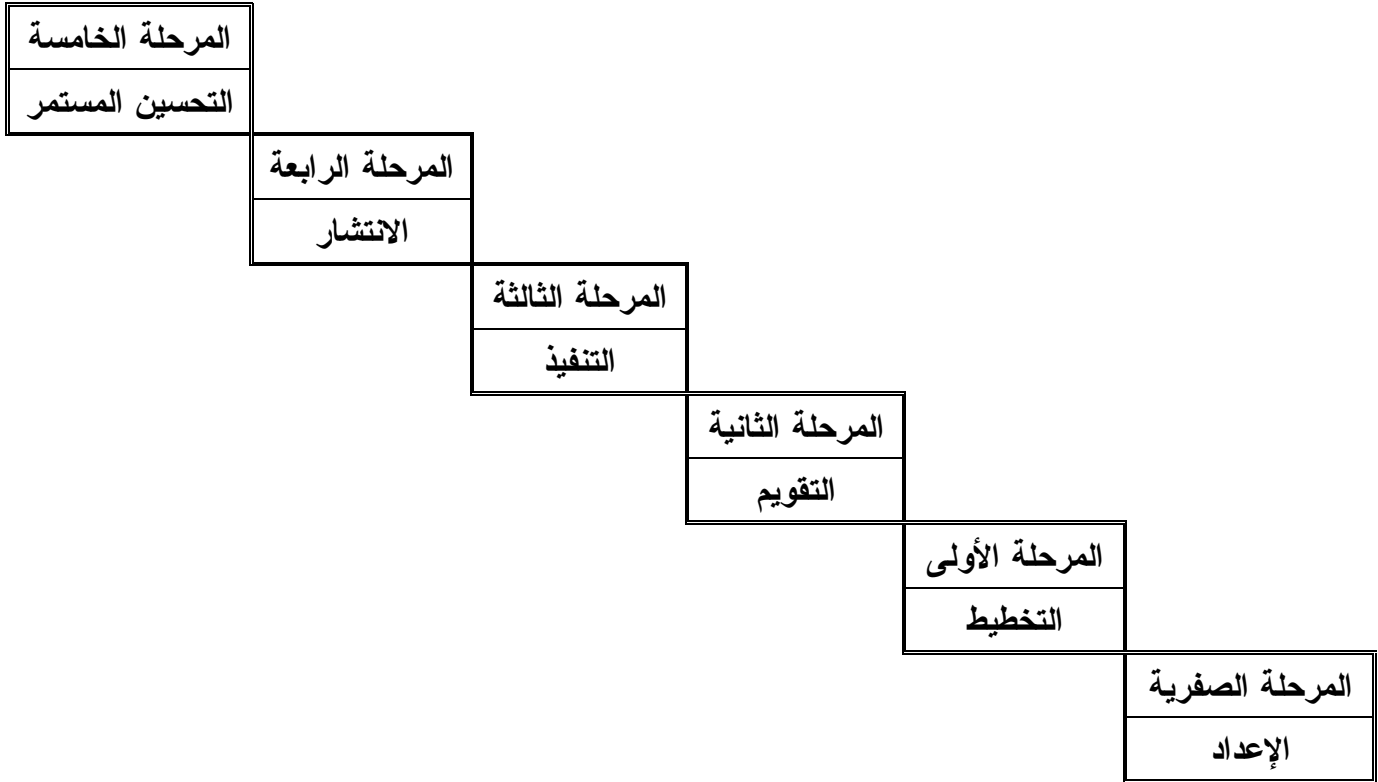 المرحلة الخامسة
التحسين المستمر
المرحلة الرابعة
الانتشار
المرحلة الثالثة
التنفيذ
المرحلة الثانية
التقويم
المرحلة الأولى
التخطيط
المرحلة الصفرية
الإعداد